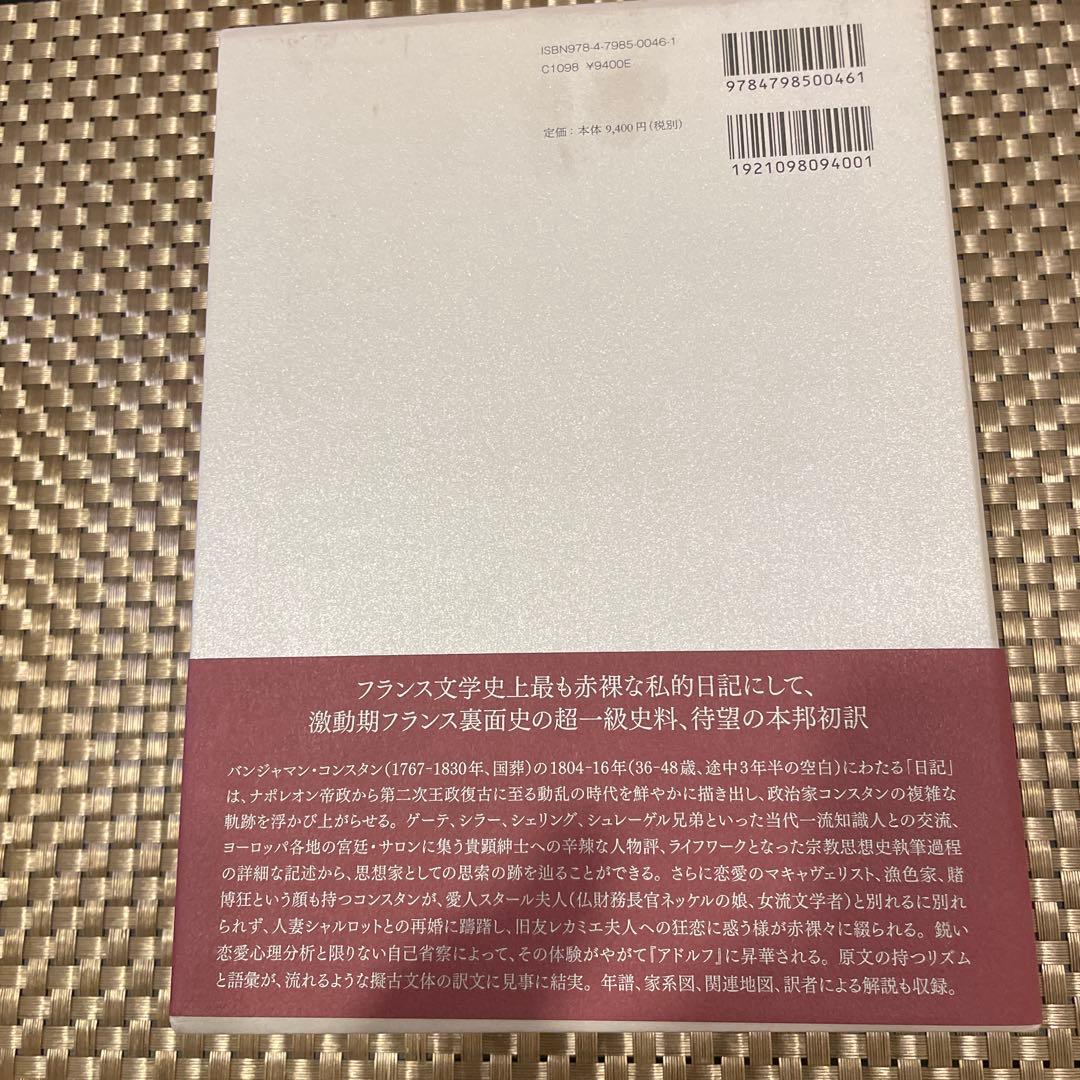 ISBN978-4-7985-0046-1
C1098 ¥9400E
9784798500461
定価：本体 9,400円（税別）
1921098094001
フランス文学史上最も赤裸な私的日記にして、
激動期フランス裏面史の超一級史料、待望の本邦初訳
バンジャマン・コンスタン（1767-1830年、国葬）の1804-16年（36-48歳、途中3年半の空白）にわたる「日記」
は、ナポレオン帝政から第二次王政復古に至る動乱の時代を鮮やかに描き出し、政治家コンスタンの複雑な
軌跡を浮かび上がらせる。ゲーテ、シラー、シェリング、シュレーゲル兄弟といった当代一流知識人との交流、
ヨーロッパ各地の宮廷・サロンに集う貴顕紳士への辛辣な人物評、ライフワークとなった宗教思想史執筆過程
の詳細な記述から、思想家としての思索の跡を辿ることができる。さらに恋愛のマキャヴェリスト、漁色家、賭
博狂という顔も持つコンスタンが、愛人スタール夫人（仏財務長官ネッケルの娘、女流文学者）と別れるに別れ
られず、人妻シャルロットとの再婚に躊躇し、旧友レカミエ夫人への狂恋に惑う様が赤裸々に綴られる。鋭い
恋愛心理分析と限りない自己省察によって、その体験がやがて『アドルフ』に昇華される。原文の持つリズム
と語彙が、流れるような擬古文体の訳文に見事に結実。年譜、家系図、関連地図、訳者による解説も収録。